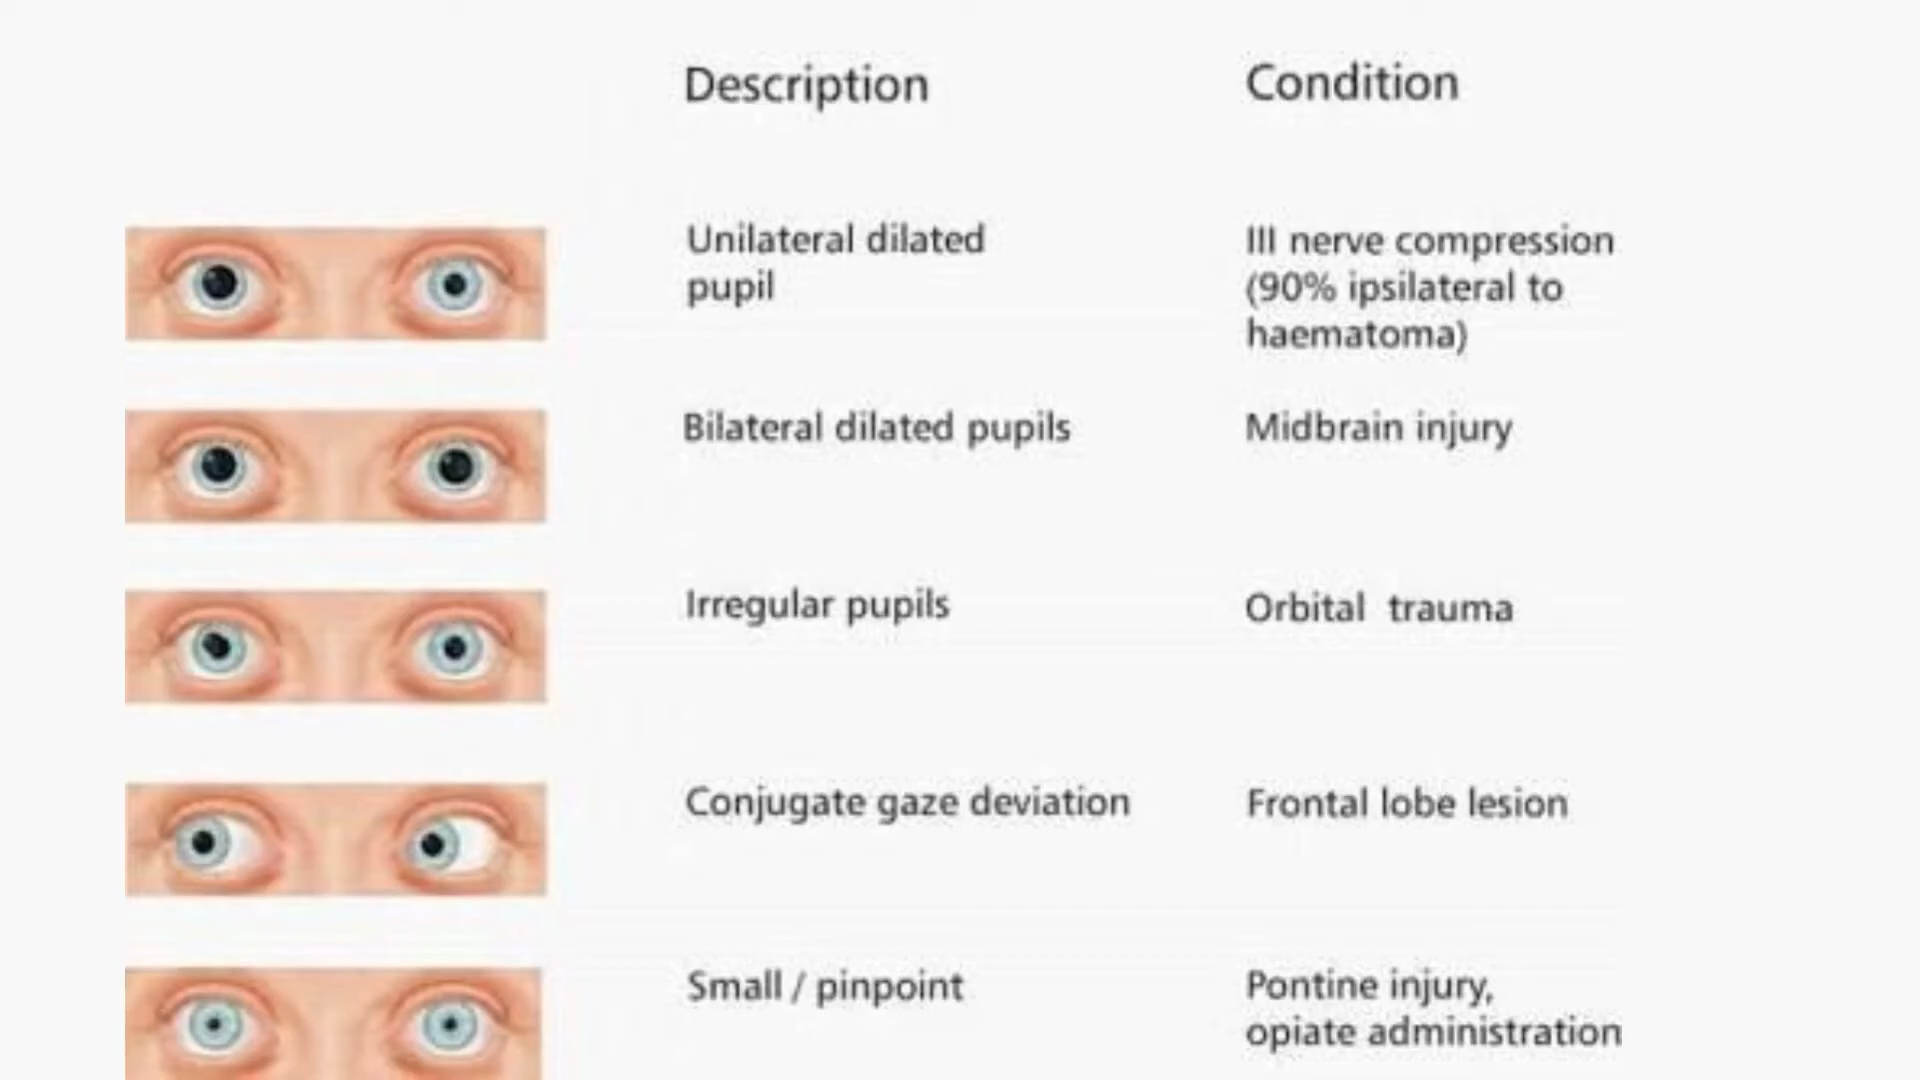 Description
Condition
Unilateral dilated
pupil
III nerve compression
(90% ipsilateral to
haematoma)
Bilateral dilated pupils
Midbrain injury
Irregular pupils
Orbital trauma
Conjugate gaze deviation
Frontal lobe lesion
Small / pinpoint
Pontine injury,
opiate administration